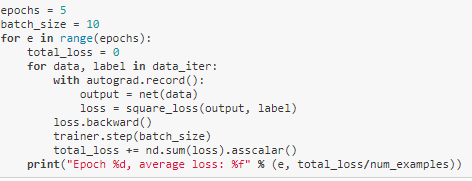 epochs = 5
batch_size = 10
for e in range(epochs):
    total_loss = 0
    for data, label in data_iter:
        with autograd.record():
            output = net(data)
            loss = square_loss(output, label)
        loss.backward()
        trainer.step(batch_size)
        total_loss += nd.sum(loss).asscalar()
    print("Epoch %d, average loss: %f" % (e, total_loss/num_examples))